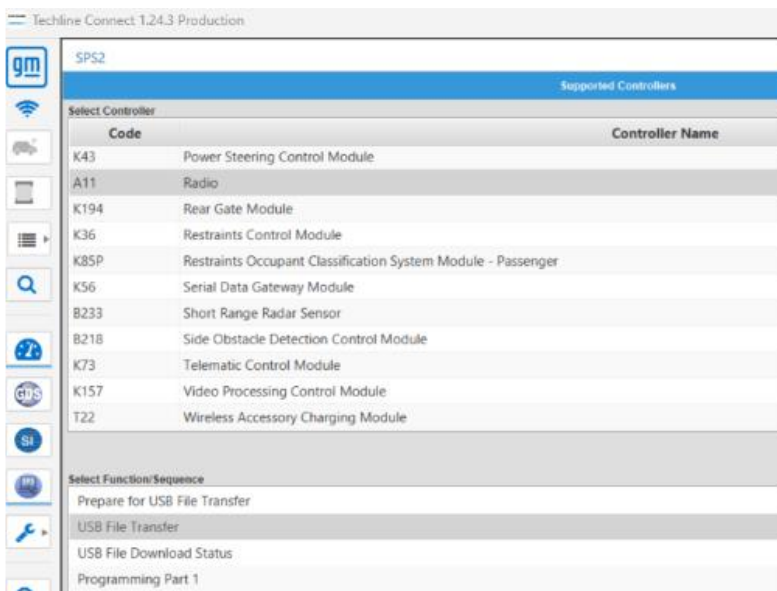 Techline Connect 1.24.3 Production
gm
SPS2
Supported Controllers
Select Controller
Code Controller Name
K43 Power Steering Control Module
A11 Radio
K194 Rear Gate Module
K36 Restraints Control Module
K85P Restraints Occupant Classification System Module - Passenger
K56 Serial Data Gateway Module
B233 Short Range Radar Sensor
B218 Side Obstacle Detection Control Module
K73 Telematic Control Module
K157 Video Processing Control Module
T22 Wireless Accessory Charging Module
GDS
SI
Select Function/Sequence
Prepare for USB File Transfer
USB File Transfer
USB File Download Status
Programming Part 1